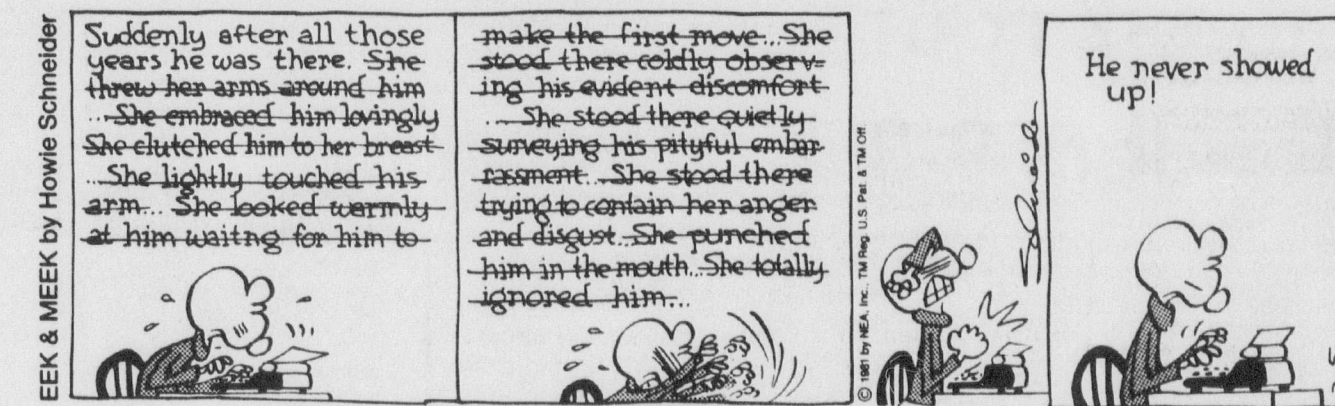 EEK & MEEK by Howie Schneider
Suddenly after all those
years he was there. She
threw her arms around him
...She embraced him lovingly
She clutched him to her breast
...She lightly touched his
arm... She looked warmly
at him waitng for him to
make the first move...She
stood there coldly observ-
ing his evident discomfort
...She stood there quietly
surveying his pityful embar-
rassment...She stood there
trying to contain her anger
and disgust..She punched
him in the mouth..She totally
ignored him...
© 1981 by NEA, Inc., TM Reg. U.S. Pat. & TM Off.
Schneider
He never showed
up!